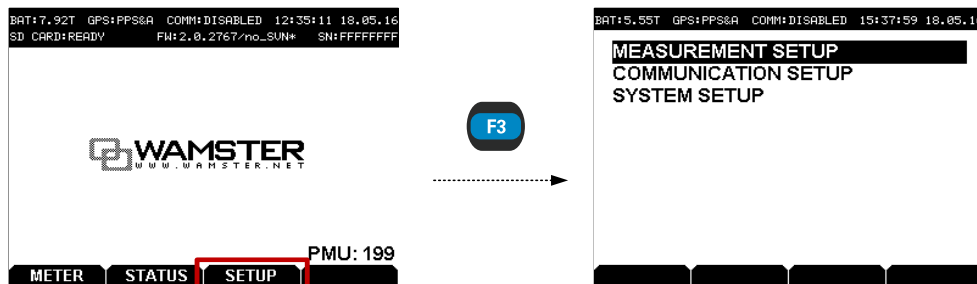 BAT:7.92T GPS:PPS&A COMM:DISABLED 12:35:11 18.05.16
SD CARD:READY FW:2.0.2767/no_SVN* SN:FFFFFFFF
WAMSTER
WWW.WAMSTER.NET
PMU: 199
METER STATUS SETUP
F3
BAT:5.55T GPS:PPS&A COMM:DISABLED 15:37:59 18.05.16
MEASUREMENT SETUP
COMMUNICATION SETUP
SYSTEM SETUP